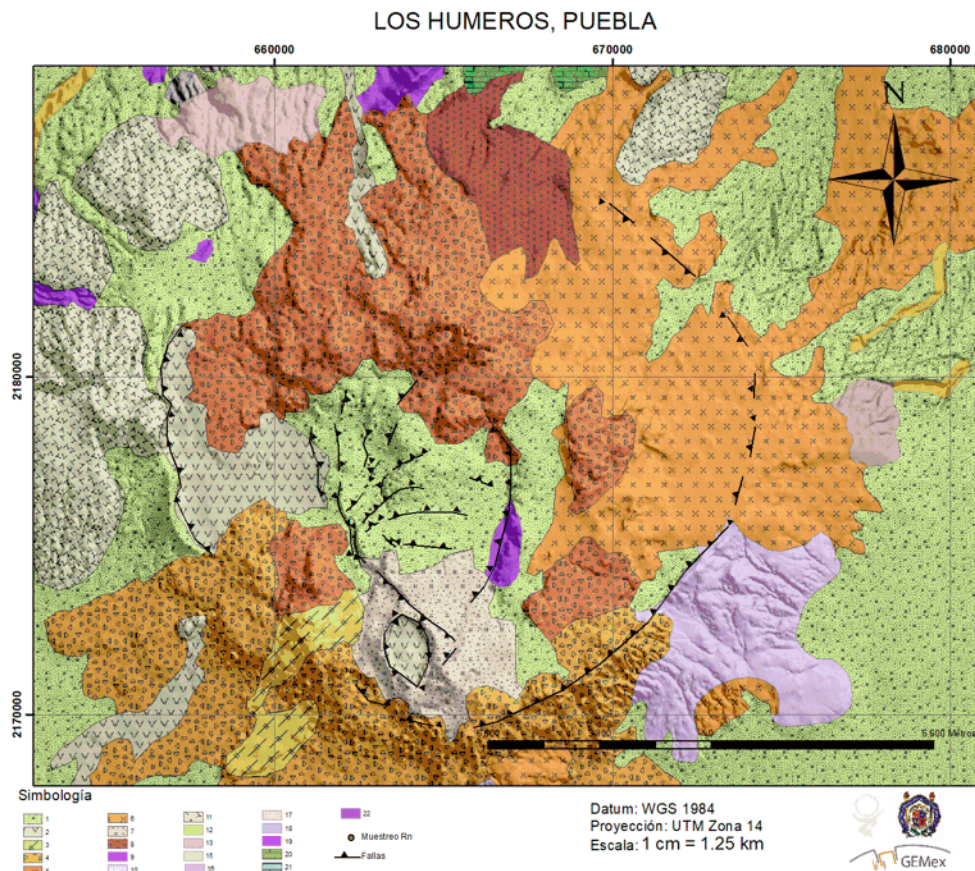 LOS HUMEROS, PUEBLA
660000 670000 680000
N
2180000
2170000
Simbología
1
2
3
4
6
7
8
9
11
12
13
15
16
17
18
19
20
21
22
Muestreo Rn
Fallas
Datum: WGS 1984
Proyección: UTM Zona 14
Escala: 1 cm = 1.25 km
GEMex